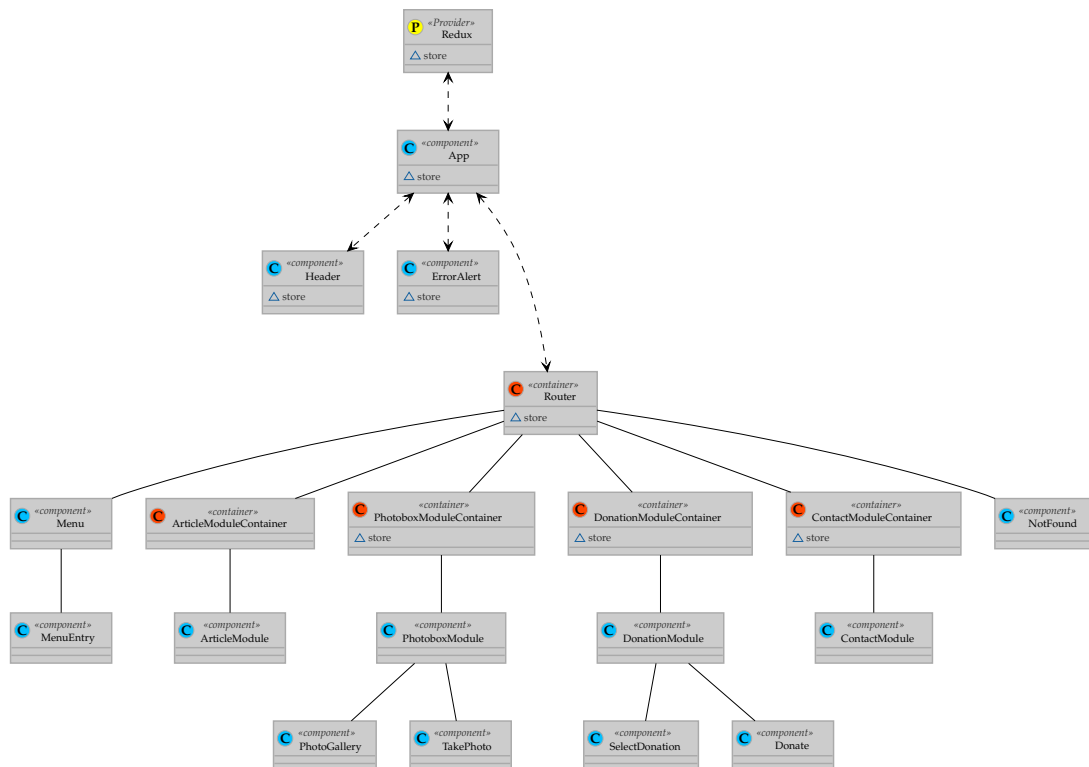 P «Provider»
Redux
store
C «component»
App
store
C «component»
Header
store
C «component»
ErrorAlert
store
C «container»
Router
store
C «component»
Menu
C «container»
ArticleModuleContainer
C «container»
PhotoboxModuleContainer
store
C «container»
DonationModuleContainer
store
C «container»
ContactModuleContainer
store
C «component»
NotFound
C «component»
MenuEntry
C «component»
ArticleModule
C «component»
PhotoboxModule
C «component»
DonationModule
C «component»
ContactModule
C «component»
PhotoGallery
C «component»
TakePhoto
C «component»
SelectDonation
C «component»
Donate